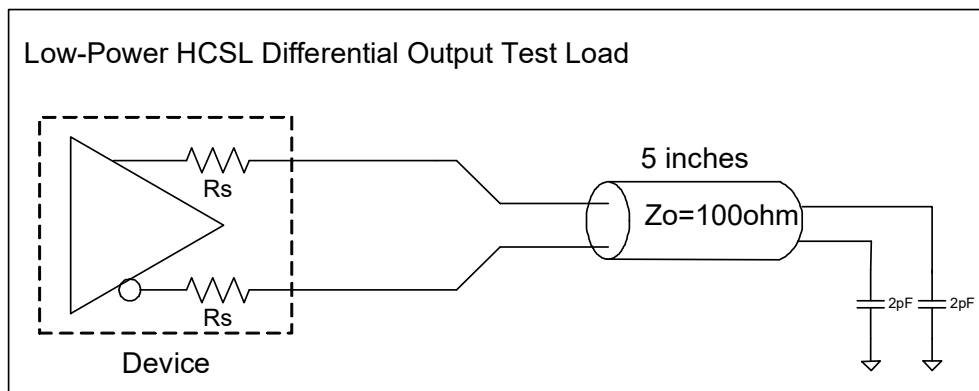 Low-Power HCSL Differential Output Test Load
5 inches
Rs
Zo=100ohm
Rs
2pF
2pF
Device